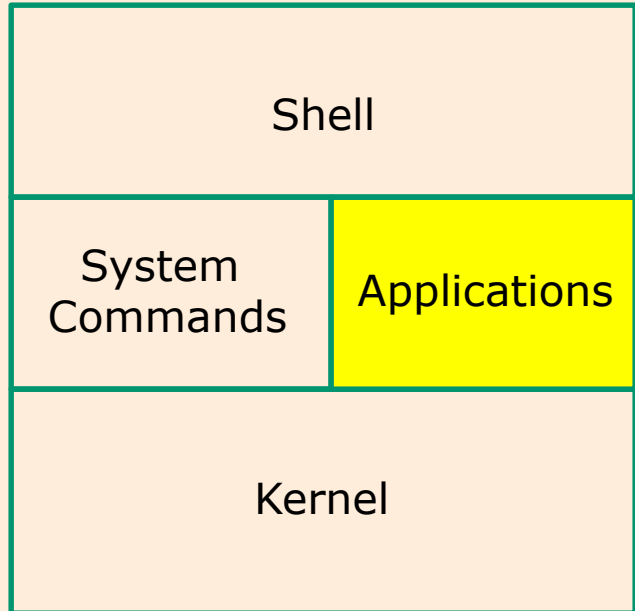 Shell
System
Commands
Applications
Kernel